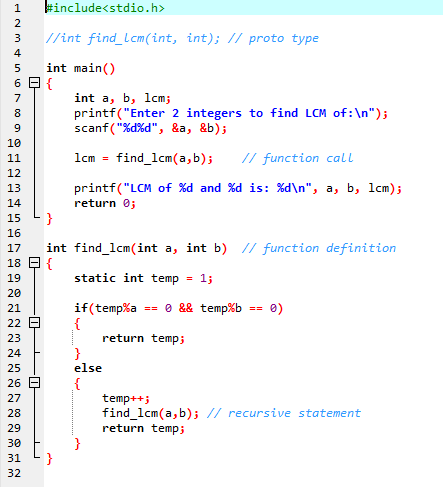 1 #include<stdio.h>
2
3 //int find_lcm(int, int); // proto type
4
5 int main()
6 {
7 int a, b, lcm;
8 printf("Enter 2 integers to find LCM of:\n");
9 scanf("%d%d", &a, &b);
10
11 lcm = find_lcm(a,b); // function call
12
13 printf("LCM of %d and %d is: %d\n", a, b, lcm);
14 return 0;
15 }
16
17 int find_lcm(int a, int b) // function definition
18 {
19 static int temp = 1;
20
21 if(temp%a == 0 && temp%b == 0)
22 {
23 return temp;
24 }
25 else
26 {
27 temp++;
28 find_lcm(a,b); // recursive statement
29 return temp;
30 }
31 }
32